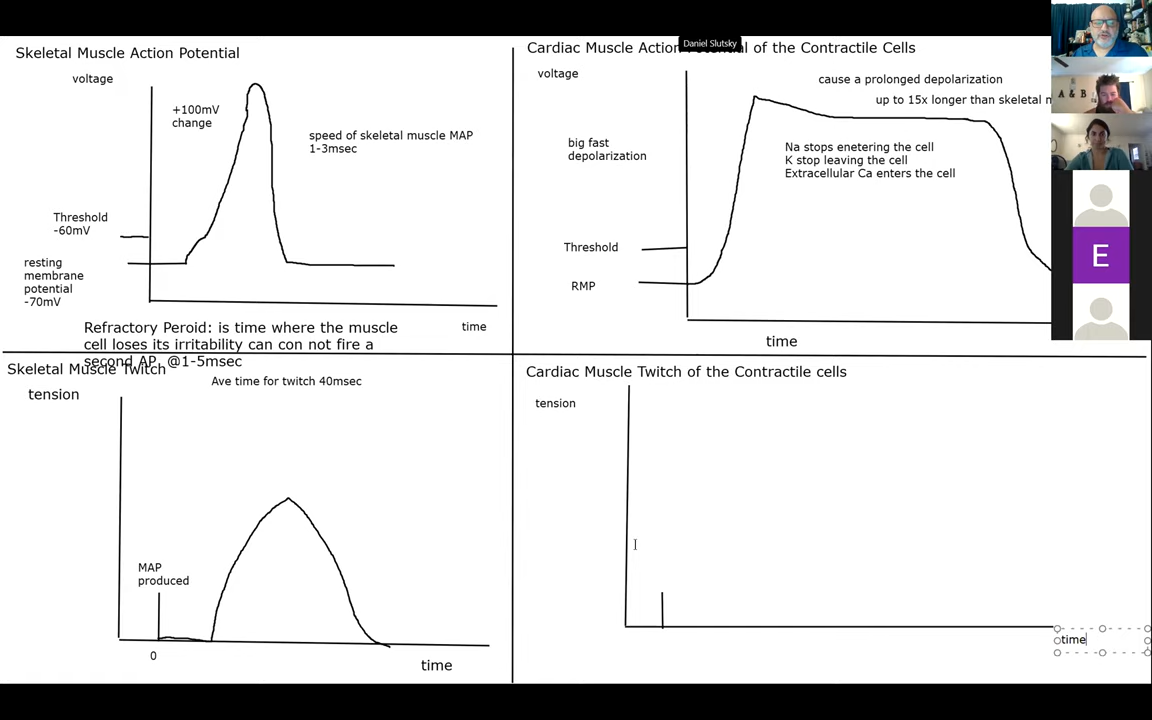 Daniel Slutsky
Skeletal Muscle Action Potential
voltage
+100mV
change
speed of skeletal muscle MAP
1-3msec
Threshold
-60mV
resting
membrane
potential
-70mV
Refractory Peroid: is time where the muscle
cell loses its irritability can con not fire a
second AP @1-5msec
time
Cardiac Muscle Action of the Contractile Cells
voltage
cause a prolonged depolarization
up to 15x longer than skeletal
big fast
depolarization
Na stops enetering the cell
K stop leaving the cell
Extracellular Ca enters the cell
Threshold
RMP
time
A & B
E
Skeletal Muscle Twitch
tension
Ave time for twitch 40msec
MAP
produced
0
time
Cardiac Muscle Twitch of the Contractile cells
tension
time